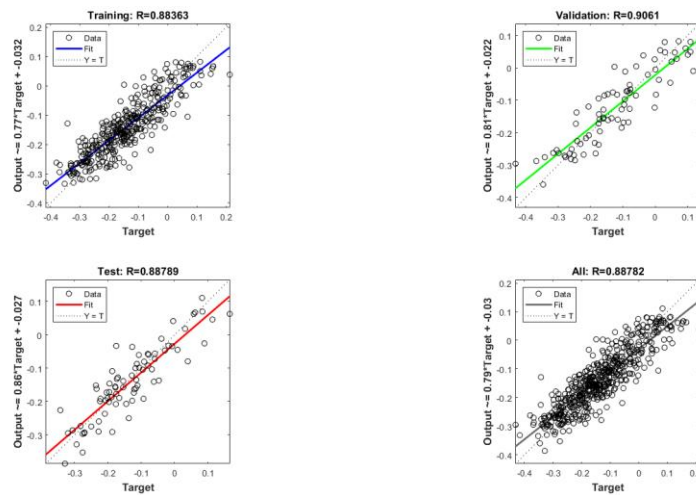 Training: R=0.88363
Output ~= 0.77*Target + -0.032
Data
Fit
Y = T
0.2
0.1
0
-0.1
-0.2
-0.3
-0.4
-0.4 -0.3 -0.2 -0.1 0 0.1 0.2
Target
Validation: R=0.9061
Output ~= 0.81*Target + -0.022
Data
Fit
Y = T
0.1
0
-0.1
-0.2
-0.3
-0.4
-0.4 -0.3 -0.2 -0.1 0 0.1
Target
Test: R=0.88789
Output ~= 0.86*Target + -0.027
Data
Fit
Y = T
0.1
0
-0.1
-0.2
-0.3
-0.3 -0.2 -0.1 0 0.1
Target
All: R=0.88782
Output ~= 0.79*Target + -0.03
Data
Fit
Y = T
0.2
0.1
0
-0.1
-0.2
-0.3
-0.4
-0.4 -0.3 -0.2 -0.1 0 0.1
Target